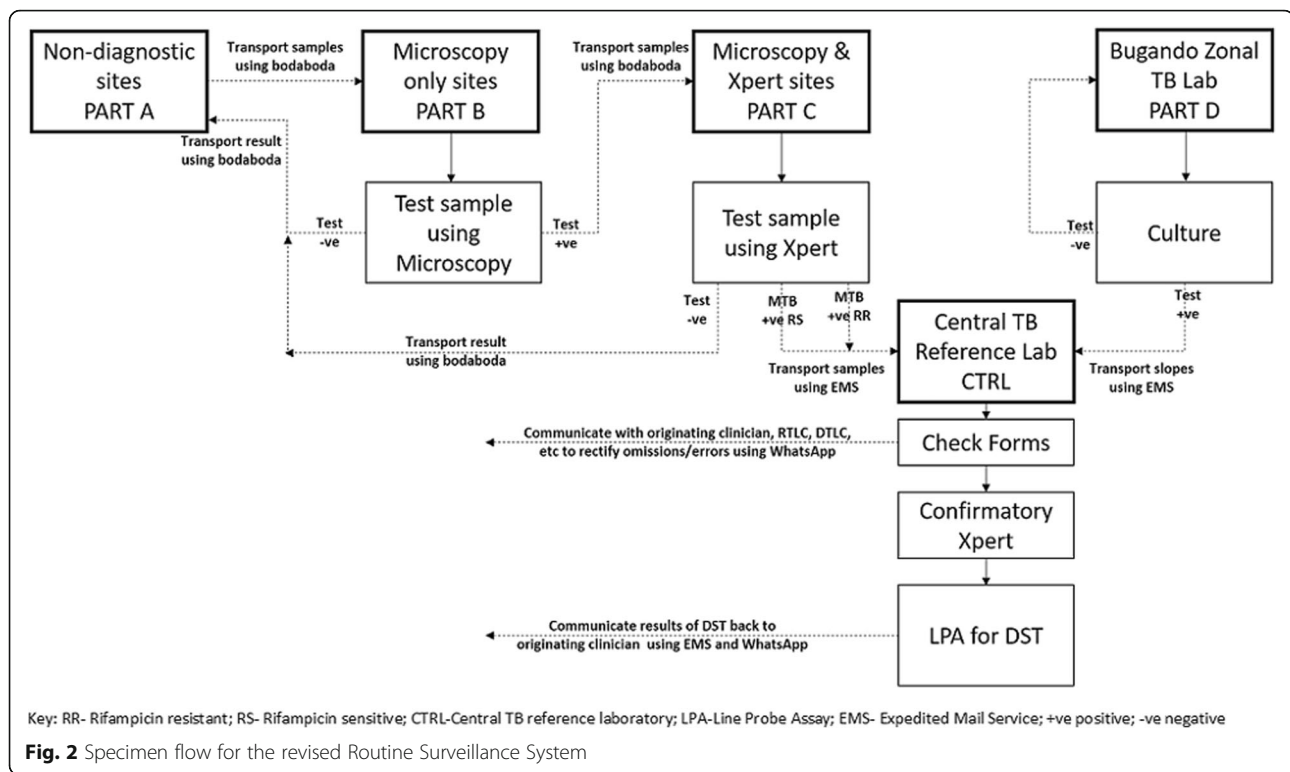 Non-diagnostic
sites
PART A
Transport samples
using bodaboda
Microscopy
only sites
PART B
Transport samples
using bodaboda
Microscopy &
Xpert sites
PART C
Bugando Zonal
TB Lab
PART D
Transport result
using bodaboda
Test
-ve
Test sample
using
Microscopy
Test
+ve
Test sample
using Xpert
Test
-ve
Culture
Test
-ve
MTB
+ve RS
MTB
+ve RR
Test
+ve
Transport result
using bodaboda
Transport samples
using EMS
Central TB
Reference Lab
CTRL
Transport slopes
using EMS
Communicate with originating clinician, RTLC, DTLC,
etc to rectify omissions/errors using WhatsApp
Check Forms
Confirmatory
Xpert
Communicate results of DST back to
originating clinician using EMS and WhatsApp
LPA for DST
Key: RR- Rifampicin resistant; RS- Rifampicin sensitive; CTRL-Central TB reference laboratory; LPA-Line Probe Assay; EMS- Expedited Mail Service; +ve positive; -ve negative
Fig. 2 Specimen flow for the revised Routine Surveillance System